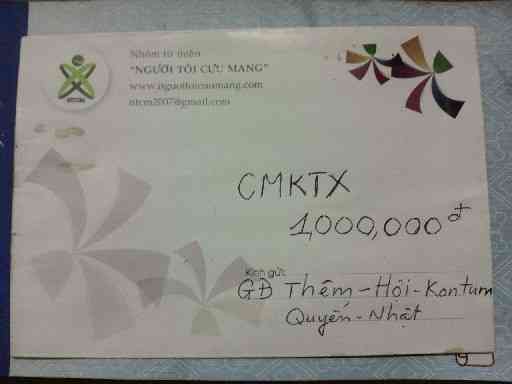 Nhóm từ thiện
"NGƯỜI TÔI CƯU MANG"
www.nguoitoicuumang.com
ntcm2007@gmail.com
CMKTX
1,000,000đ
Kính gửi:
GĐ Thêm-Hội-Kontum
Quyến-Nhật